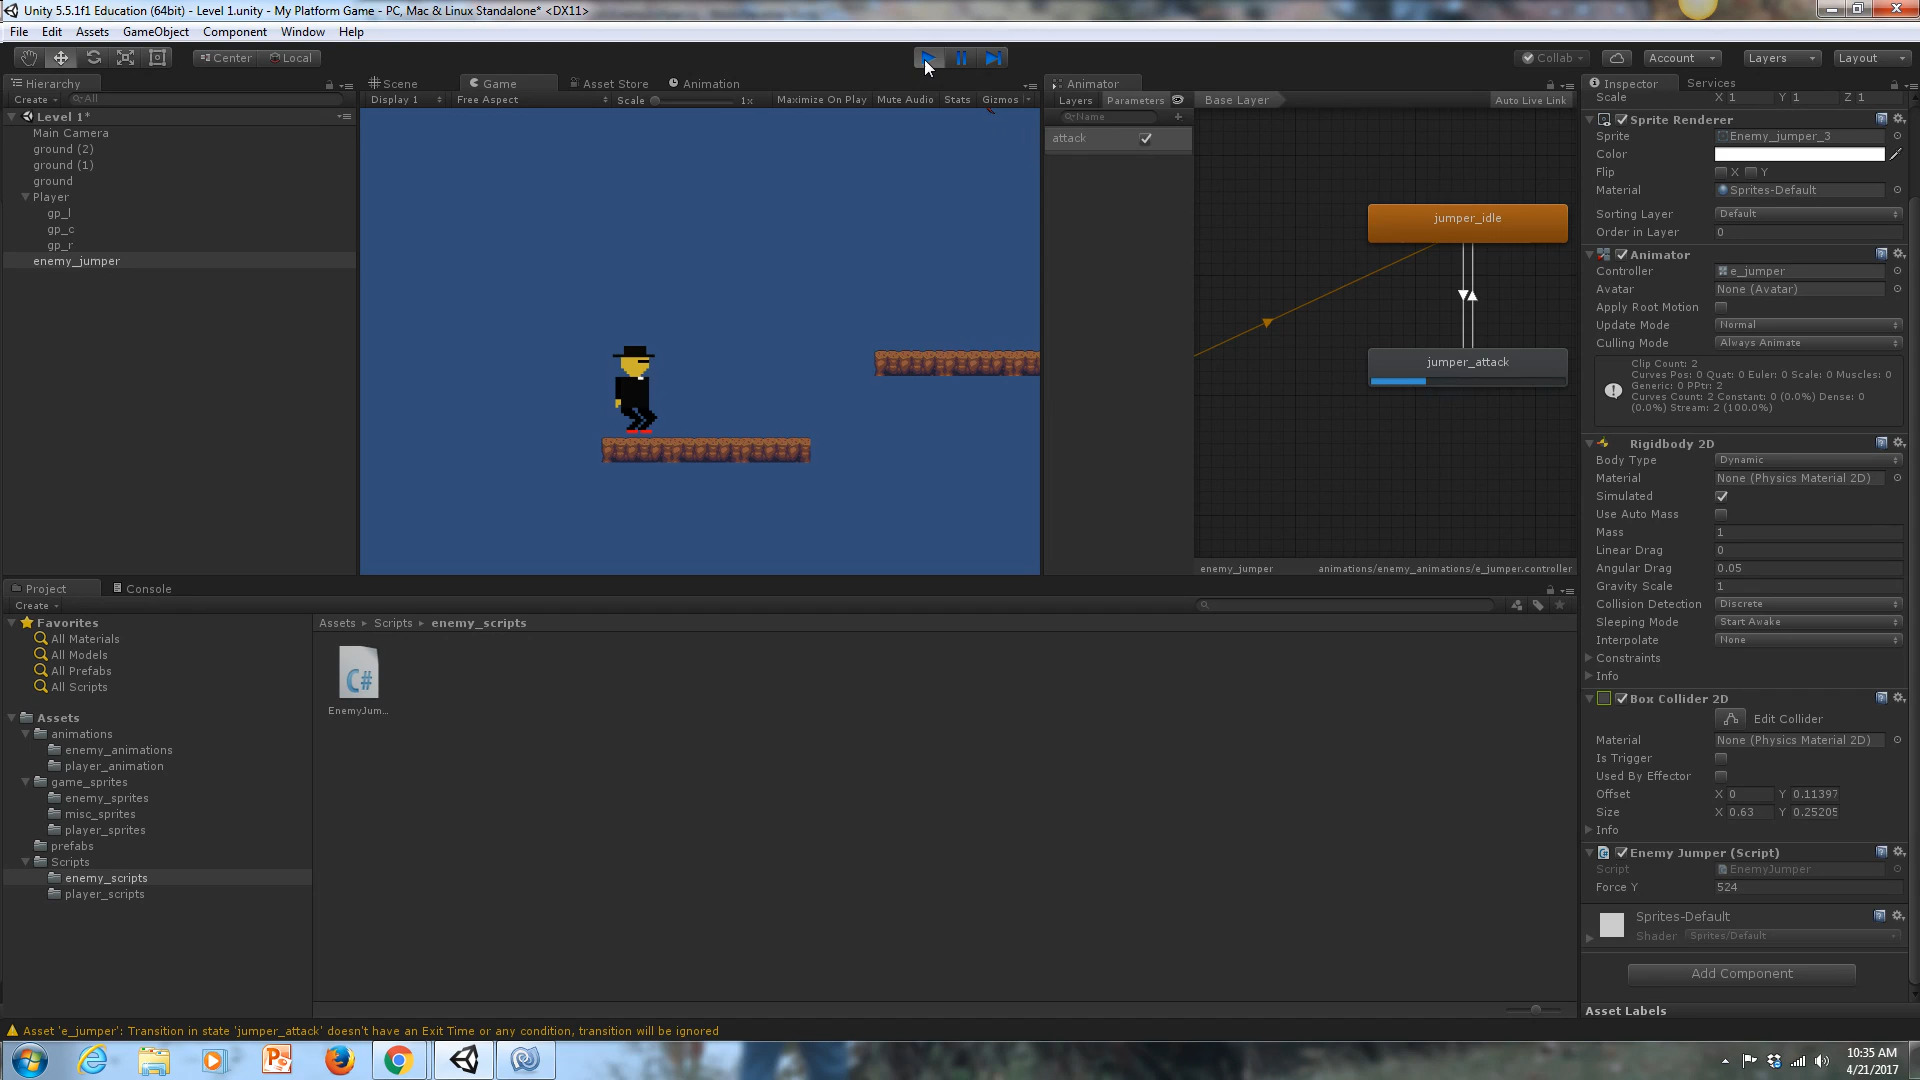 Unity 5.5.1f1 Education (64bit) - Level 1.unity - My Platform Game - PC, Mac & Linux Standalone* <DX11>
File Edit Assets GameObject Component Window Help
Center Local Collab Account Layers Layout
Hierarchy
Create All
Level 1*
Main Camera
ground (2)
ground (1)
ground
Player
gp_l
gp_c
gp_r
enemy_jumper
Scene Game Asset Store Animation
Display 1 Free Aspect Scale 1x Maximize On Play Mute Audio Stats Gizmos
Animator
Layers Parameters Base Layer Auto Live Link
Name
attack
jumper_idle
jumper_attack
enemy_jumper animations/enemy_animations/e_jumper.controller
Inspector Services
Scale X 1 Y 1 Z 1
Sprite Renderer
Sprite Enemy_jumper_3
Color
Flip X Y
Material Sprites-Default
Sorting Layer Default
Order in Layer 0
Animator
Controller e_jumper
Avatar None (Avatar)
Apply Root Motion
Update Mode Normal
Culling Mode Always Animate
Clip Count: 2
Curves Pos: 0 Quat: 0 Euler: 0 Scale: 0 Muscles: 0
Generic: 0 PPtr: 2
Curves Count: 2 Constant: 0 (0.0%) Dense: 0
(0.0%) Stream: 2 (100.0%)
Rigidbody 2D
Body Type Dynamic
Material None (Physics Material 2D)
Simulated
Use Auto Mass
Mass 1
Linear Drag 0
Angular Drag 0.05
Gravity Scale 1
Collision Detection Discrete
Sleeping Mode Start Awake
Interpolate None
Constraints
Info
Box Collider 2D
Edit Collider
Material None (Physics Material 2D)
Is Trigger
Used By Effector
Offset X 0 Y 0.11397
Size X 0.63 Y 0.25205
Info
Enemy Jumper (Script)
Script EnemyJumper
Force Y 524
Sprites-Default
Shader Sprites/Default
Add Component
Asset Labels
Project Console
Create
Favorites
All Materials
All Models
All Prefabs
All Scripts
Assets
animations
enemy_animations
player_animation
game_sprites
enemy_sprites
misc_sprites
player_sprites
prefabs
Scripts
enemy_scripts
player_scripts
Assets Scripts enemy_scripts
C#
EnemyJum...
Asset 'e_jumper': Transition in state 'jumper_attack' doesn't have an Exit Time or any condition, transition will be ignored
10:35 AM
4/21/2017